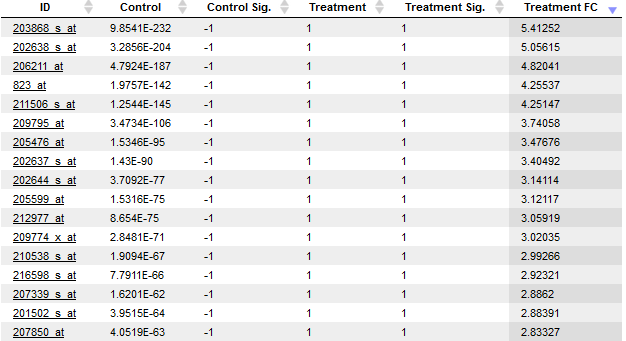 ID Control Control Sig. Treatment Treatment Sig. Treatment FC
203868_s_at 9.8541E-232 -1 1 1 5.41252
202638_s_at 3.2856E-204 -1 1 1 5.05615
206211_at 4.7924E-187 -1 1 1 4.82041
823_at 1.9757E-142 -1 1 1 4.25537
211506_s_at 1.2544E-145 -1 1 1 4.25147
209795_at 3.4734E-106 -1 1 1 3.74058
205476_at 1.5346E-95 -1 1 1 3.47676
202637_s_at 1.43E-90 -1 1 1 3.40492
202644_s_at 3.7092E-77 -1 1 1 3.14114
205599_at 1.5316E-75 -1 1 1 3.12117
212977_at 8.654E-75 -1 1 1 3.05919
209774_x_at 2.8481E-71 -1 1 1 3.02035
210538_s_at 1.9094E-67 -1 1 1 2.99266
216598_s_at 7.7911E-66 -1 1 1 2.92321
207339_s_at 1.6201E-62 -1 1 1 2.8862
201502_s_at 3.9515E-64 -1 1 1 2.88391
207850_at 4.0519E-63 -1 1 1 2.83327